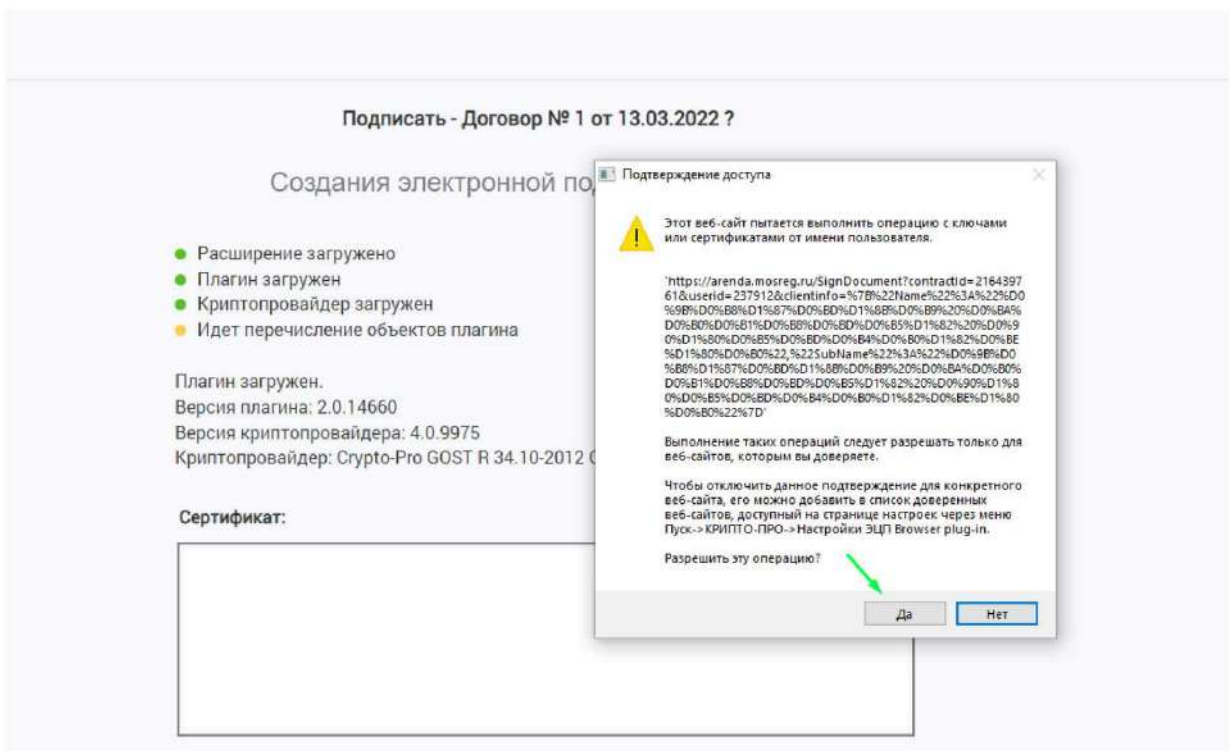 Подписать - Договор № 1 от 13.03.2022 ?
Создания электронной по
Расширение загружено
Плагин загружен
Криптопровайдер загружен
Идет перечисление объектов плагина
Плагин загружен.
Версия плагина: 2.0.14660
Версия криптопровайдера: 4.0.9975
Криптопровайдер: Crypto-Pro GOST R 34.10-2012
Сертификат:
Подтверждение доступа
Этот веб-сайт пытается выполнить операцию с ключами
или сертификатами от имени пользователя.
'https://arenda.mosreg.ru/SignDocument?contractId=2164397
61&userid=237912&clientinfo=%7B%22Name%22%3A%22%D0
%9B%D0%B8%D1%87%D0%BD%D1%8B%D0%B9%20%D0%BA%
D0%B0%D0%B1%D0%B8%D0%BD%D0%B5%D1%82%20%D0%9
0%D1%80%D0%B5%D0%BD%D0%B4%D0%B0%D1%82%D0%BE
%D1%80%D0%B0%22,%22SubName%22%3A%22%D0%9B%D0
%B8%D1%87%D0%BD%D1%8B%D0%B9%20%D0%BA%D0%B0%
D0%B1%D0%B8%D0%BD%D0%B5%D1%82%20%D0%90%D1%8
0%D0%B5%D0%BD%D0%B4%D0%B0%D1%82%D0%BE%D1%80
%D0%B0%22%7D'
Выполнение таких операций следует разрешать только для
веб-сайтов, которым вы доверяете.
Чтобы отключить данное подтверждение для конкретного
веб-сайта, его можно добавить в список доверенных
веб-сайтов, доступный на странице настроек через меню
Пуск->КРИПТО-ПРО->Настройки ЭЦП Browser plug-in.
Разрешить эту операцию?
Да
Нет